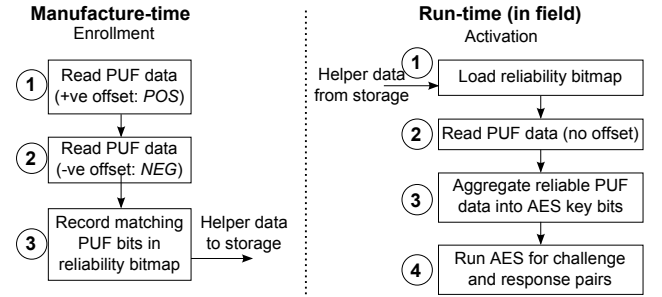 Manufacture-time
Enrollment
1
Read PUF data
(+ve offset: POS)
2
Read PUF data
(-ve offset: NEG)
3
Record matching
PUF bits in
reliability bitmap
Helper data
to storage
Run-time (in field)
Activation
Helper data
from storage
1
Load reliability bitmap
2
Read PUF data (no offset)
3
Aggregate reliable PUF
data into AES key bits
4
Run AES for challenge
and response pairs